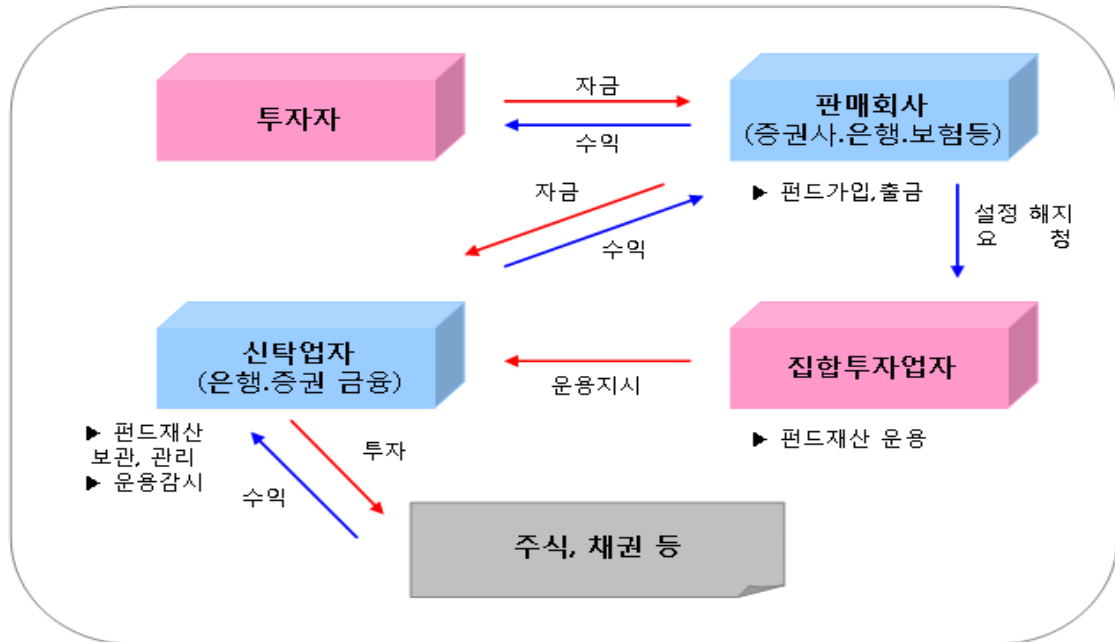 투자자
자금
수익
판매회사
(증권사.은행.보험등)
▶ 펀드가입,출금
자금
수익
설정 해지
요 청
신탁업자
(은행.증권 금융)
운용지시
집합투자업자
▶ 펀드재산
보관, 관리
▶ 운용감시
▶ 펀드재산 운용
투자
수익
주식, 채권 등